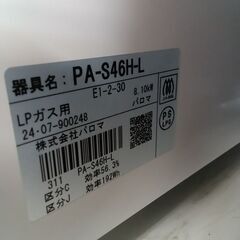 器具名: PA-S46H-L
E1-2-30 8.10kW
LPガス用 パロマ
24・07-900248
株式会社パロマ
PS
LPG
311 PA-S46H-L
区分C 効率56.3%
区分J 効率192Wh